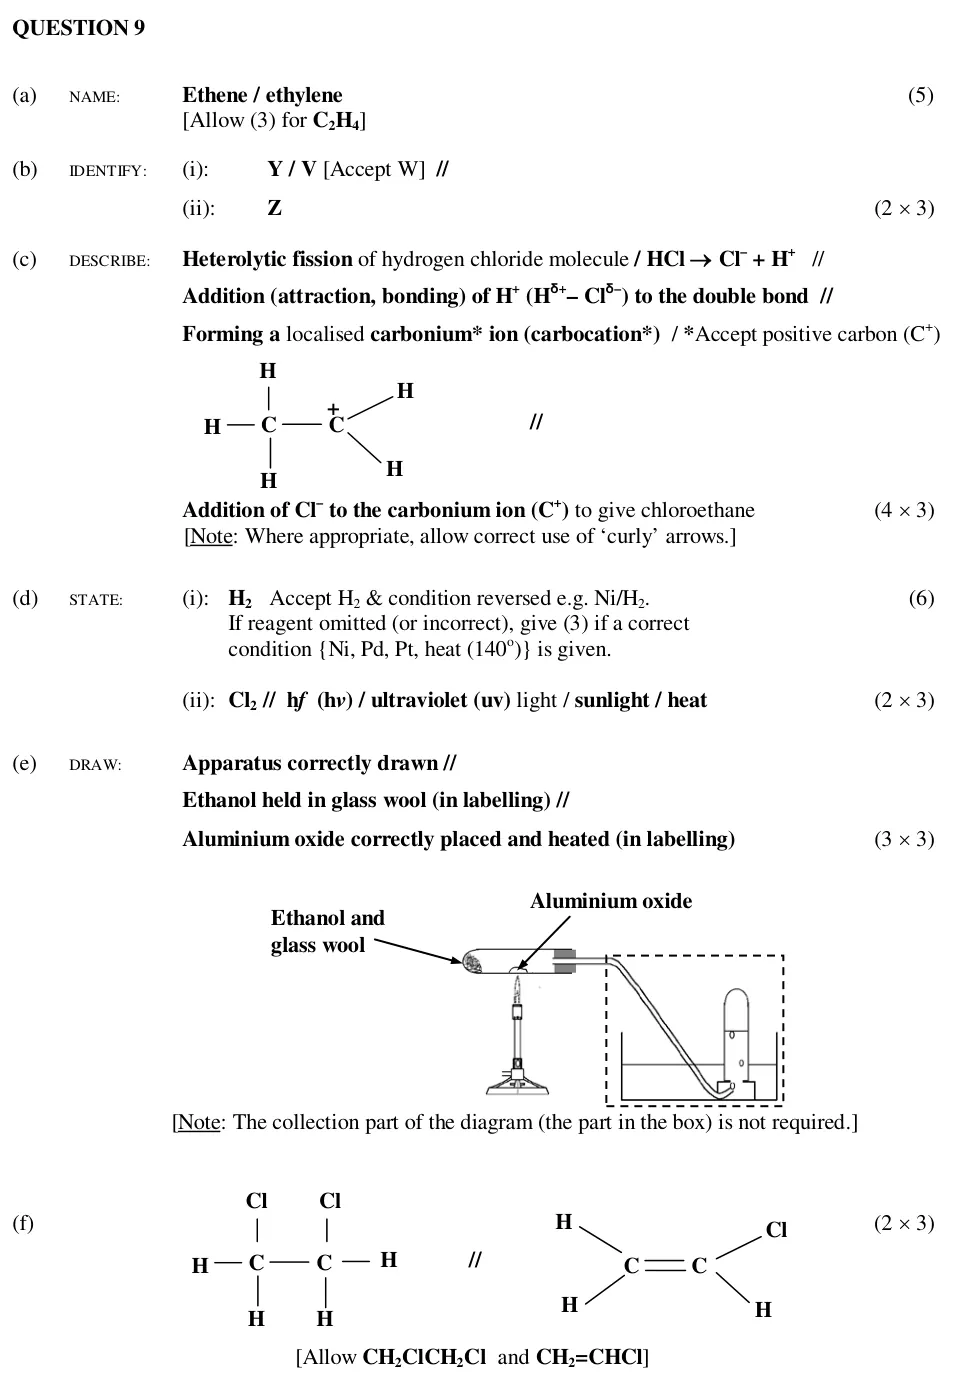 QUESTION 9
(a) NAME: Ethene / ethylene (5)
[Allow (3) for C₂H₄]
(b) IDENTIFY: (i): Y / V [Accept W] //
(ii): Z (2 × 3)
(c) DESCRIBE: Heterolytic fission of hydrogen chloride molecule / HCl → Cl⁻ + H⁺ //
Addition (attraction, bonding) of H⁺ (H^δ+– Cl^δ−) to the double bond //
Forming a localised carbonium* ion (carbocation*) / *Accept positive carbon (C⁺)
H
H
+
H C C //
H
H
Addition of Cl⁻ to the carbonium ion (C⁺) to give chloroethane (4 × 3)
[Note: Where appropriate, allow correct use of ‘curly’ arrows.]
(d) STATE: (i): H₂ Accept H₂ & condition reversed e.g. Ni/H₂. (6)
If reagent omitted (or incorrect), give (3) if a correct
condition {Ni, Pd, Pt, heat (140°)} is given.
(ii): Cl₂ // hf (hν) / ultraviolet (uv) light / sunlight / heat (2 × 3)
(e) DRAW: Apparatus correctly drawn //
Ethanol held in glass wool (in labelling) //
Aluminium oxide correctly placed and heated (in labelling) (3 × 3)
Aluminium oxide
Ethanol and
glass wool
[Note: The collection part of the diagram (the part in the box) is not required.]
Cl Cl
(f) H Cl (2 × 3)
H C C H // C C
H H
H H
[Allow CH₂ClCH₂Cl and CH₂=CHCl]